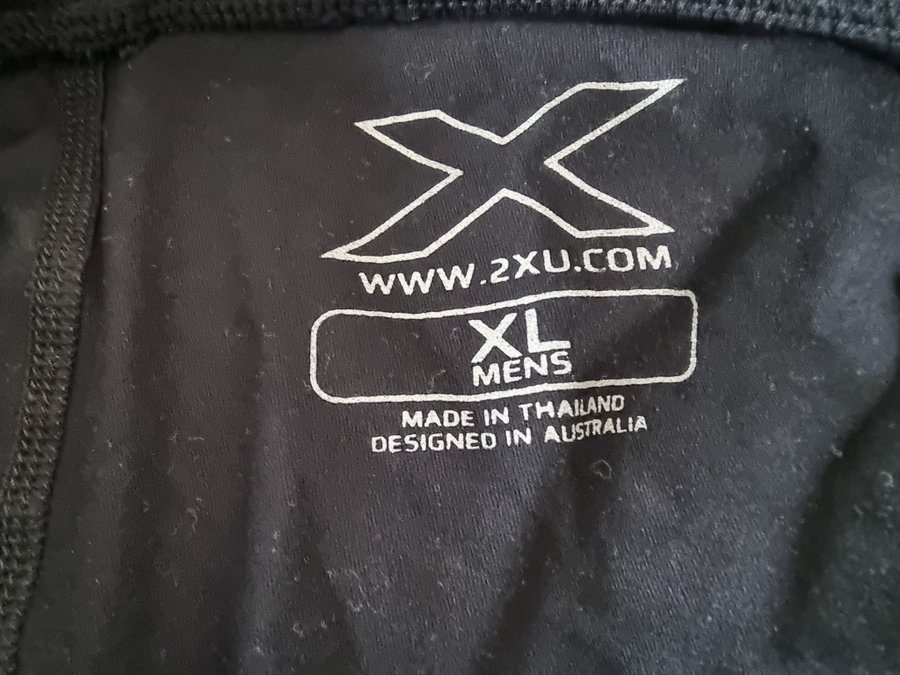 X
WWW.2XU.COM
XL
MENS
MADE IN THAILAND
DESIGNED IN AUSTRALIA